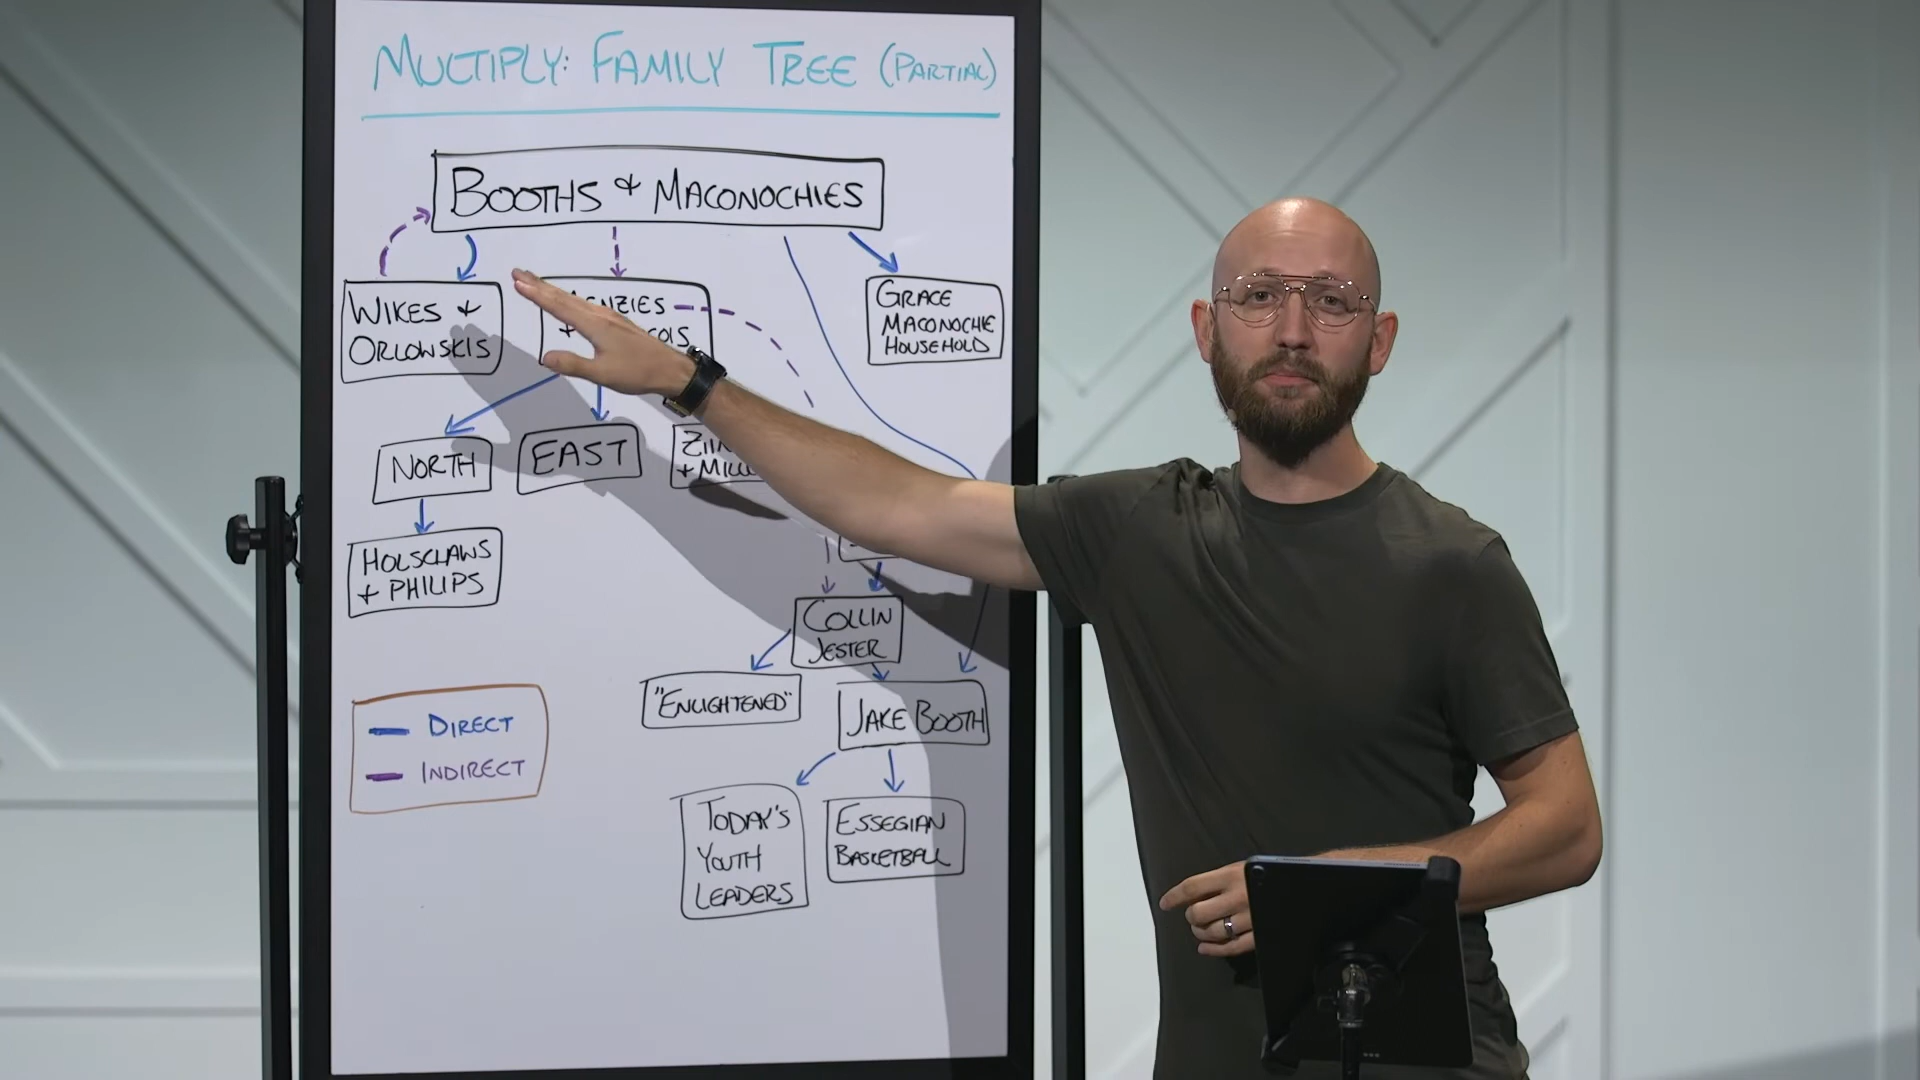 MULTIPLY: FAMILY TREE (PARTIAL)
BOOTHS + MACONOCHIES
WIKES +
ORLOWSKIS
GRACE
MACONOCHIE
HOUSEHOLD
NORTH
EAST
HOLSCLAWS
+ PHILIPS
COLLIN
JESTER
"ENLIGHTENED"
JAKE BOOTH
DIRECT
INDIRECT
TODAY'S
YOUTH
LEADERS
ESSEGIAN
BASKETBALL